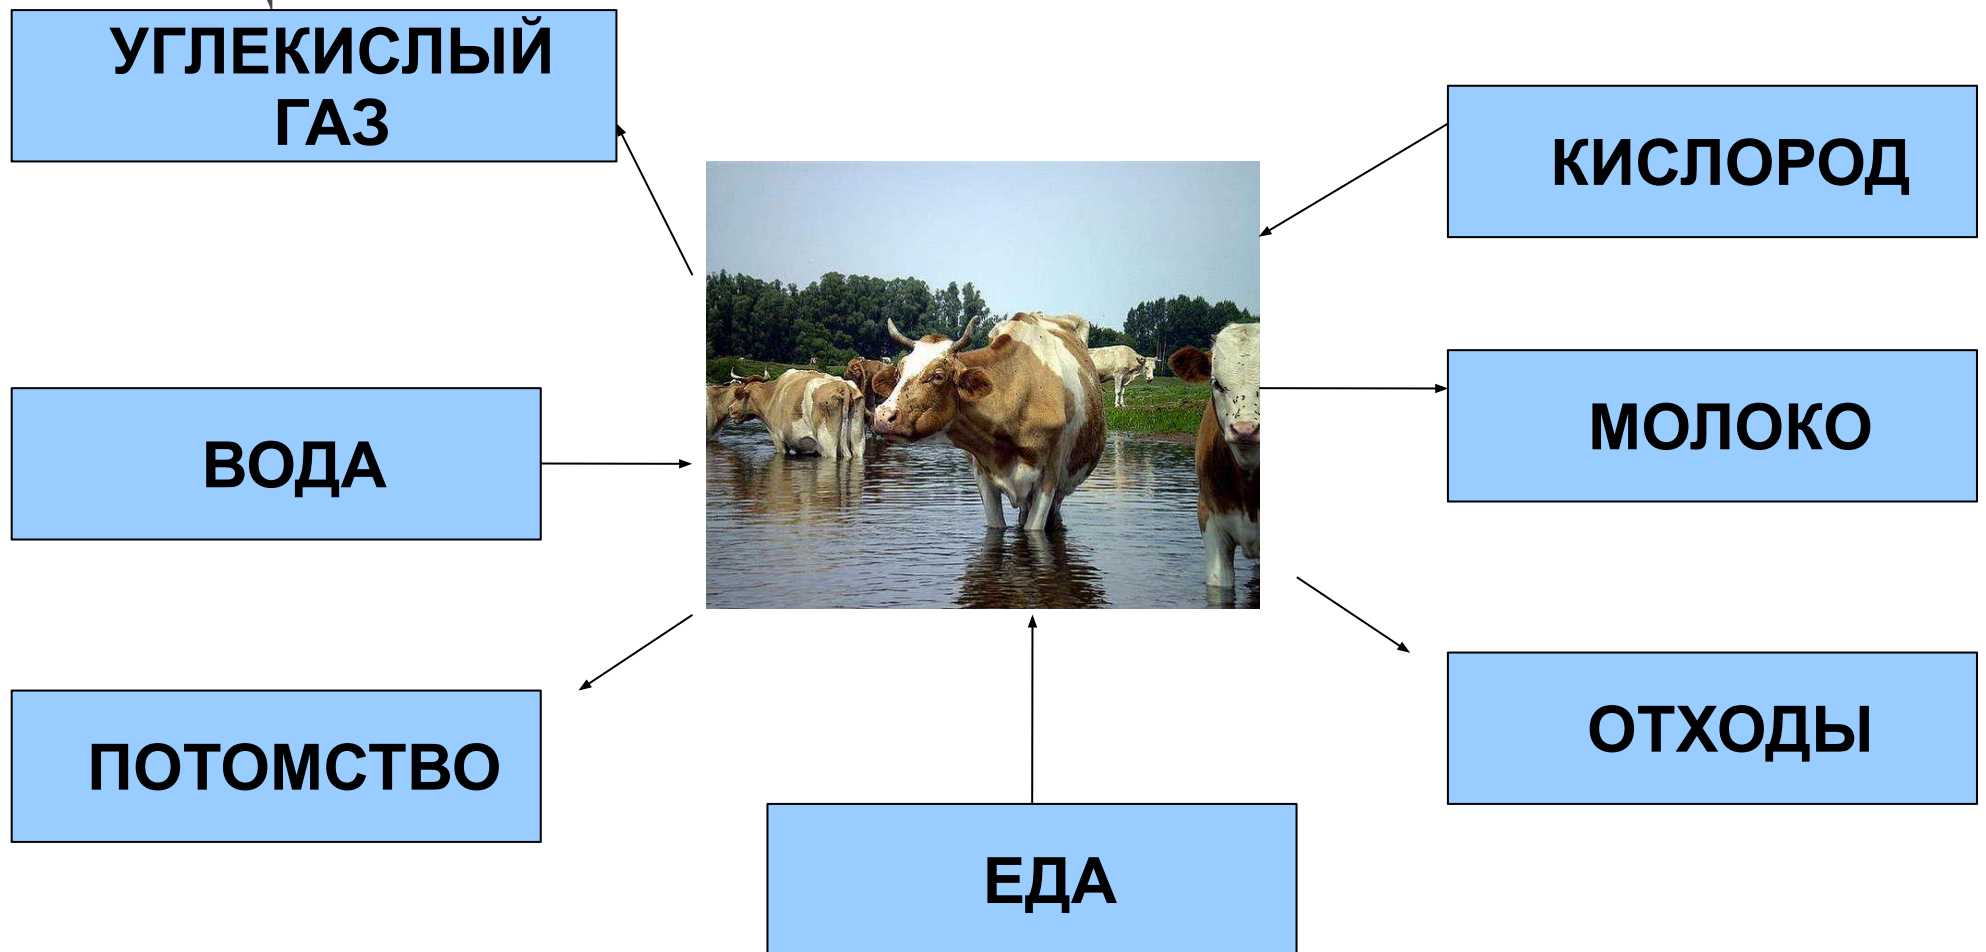 УГЛЕКИСЛЫЙ
ГАЗ
КИСЛОРОД
ВОДА
МОЛОКО
ПОТОМСТВО
ОТХОДЫ
ЕДА